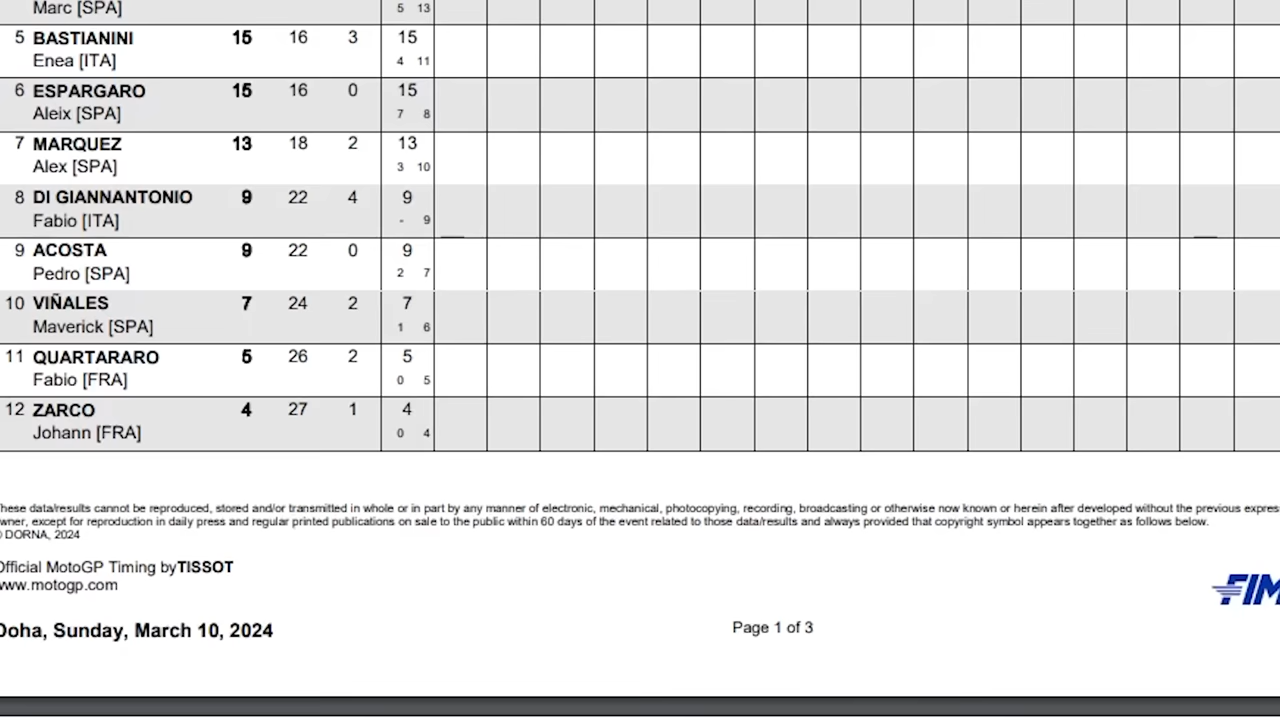 Marc [SPA] 5 13
5 BASTIANINI 15 16 3 15
Enea [ITA] 4 11
6 ESPARGARO 15 16 0 15
Aleix [SPA] 7 8
7 MARQUEZ 13 18 2 13
Alex [SPA] 3 10
8 DI GIANNANTONIO 9 22 4 9
Fabio [ITA] - 9
9 ACOSTA 9 22 0 9
Pedro [SPA] 2 7
10 VIÑALES 7 24 2 7
Maverick [SPA] 1 6
11 QUARTARARO 5 26 2 5
Fabio [FRA] 0 5
12 ZARCO 4 27 1 4
Johann [FRA] 0 4
hese data/results cannot be reproduced, stored and/or transmitted in whole or in part by any manner of electronic, mechanical, photocopying, recording, broadcasting or otherwise now known or herein after developed without the previous expres
wner, except for reproduction in daily press and regular printed publications on sale to the public within 60 days of the event related to those data/results and always provided that copyright symbol appears together as follows below.
© DORNA, 2024
Official MotoGP Timing byTISSOT
www.motogp.com
FIM
Doha, Sunday, March 10, 2024
Page 1 of 3